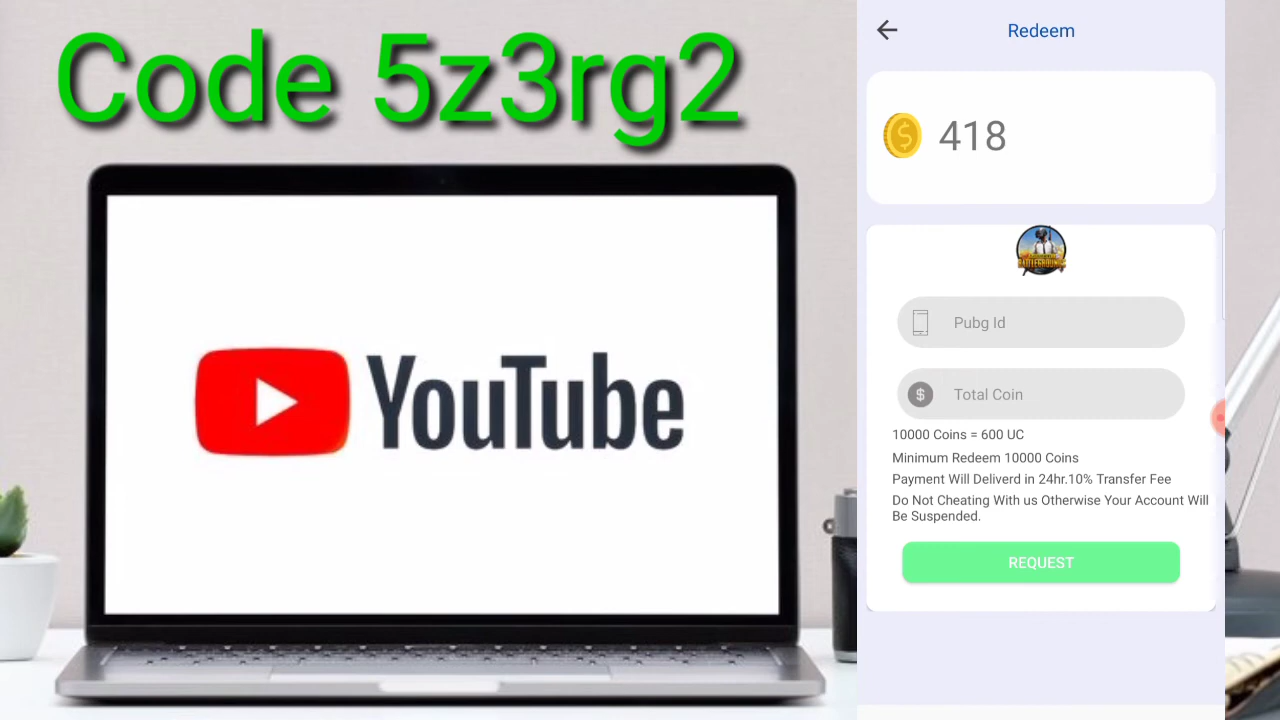 Code 5z3rg2
YouTube
Redeem
418
BATTLEGROUNDS
Pubg Id
$ Total Coin
10000 Coins = 600 UC
Minimum Redeem 10000 Coins
Payment Will Deliverd in 24hr.10% Transfer Fee
Do Not Cheating With us Otherwise Your Account Will
Be Suspended.
REQUEST